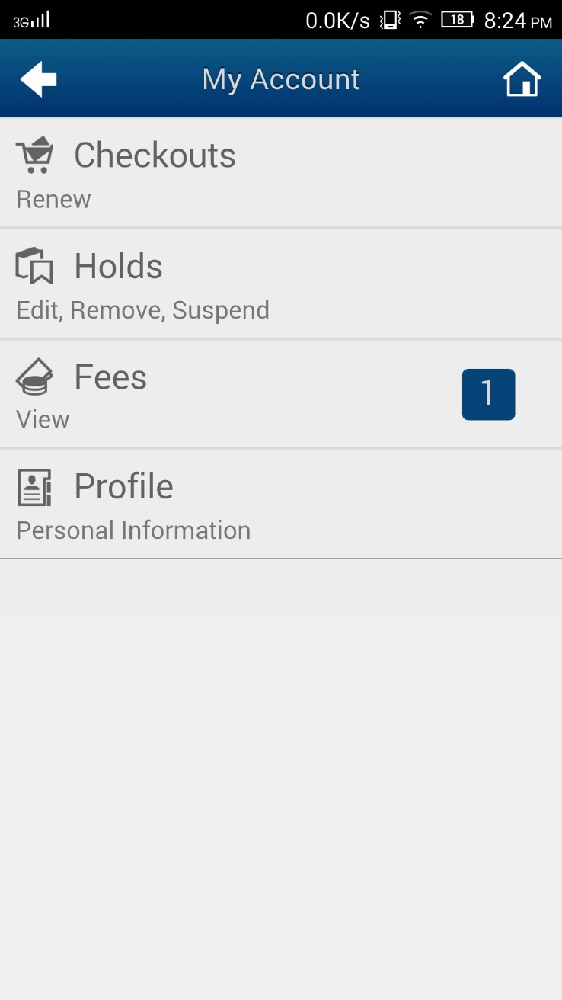 3G 0.0K/s 18 8:24 PM
My Account
Checkouts
Renew
Holds
Edit, Remove, Suspend
Fees
1
View
Profile
Personal Information